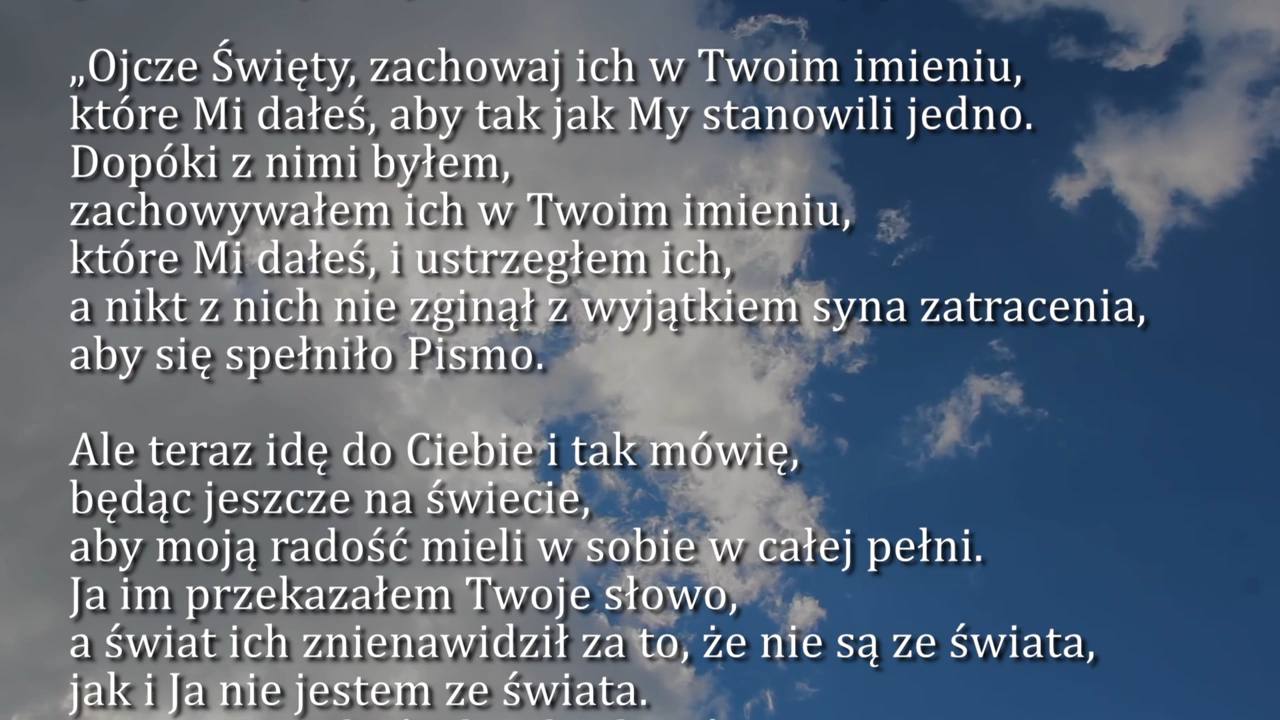 „Ojcze Święty, zachowaj ich w Twoim imieniu,
które Mi dałeś, aby tak jak My stanowili jedno.
Dopóki z nimi byłem,
zachowywałem ich w Twoim imieniu,
które Mi dałeś, i ustrzegłem ich,
a nikt z nich nie zginął z wyjątkiem syna zatracenia,
aby się spełniło Pismo.
Ale teraz idę do Ciebie i tak mówię,
będąc jeszcze na świecie,
aby moją radość mieli w sobie w całej pełni.
Ja im przekazałem Twoje słowo,
a świat ich znienawidził za to, że nie są ze świata,
jak i Ja nie jestem ze świata.